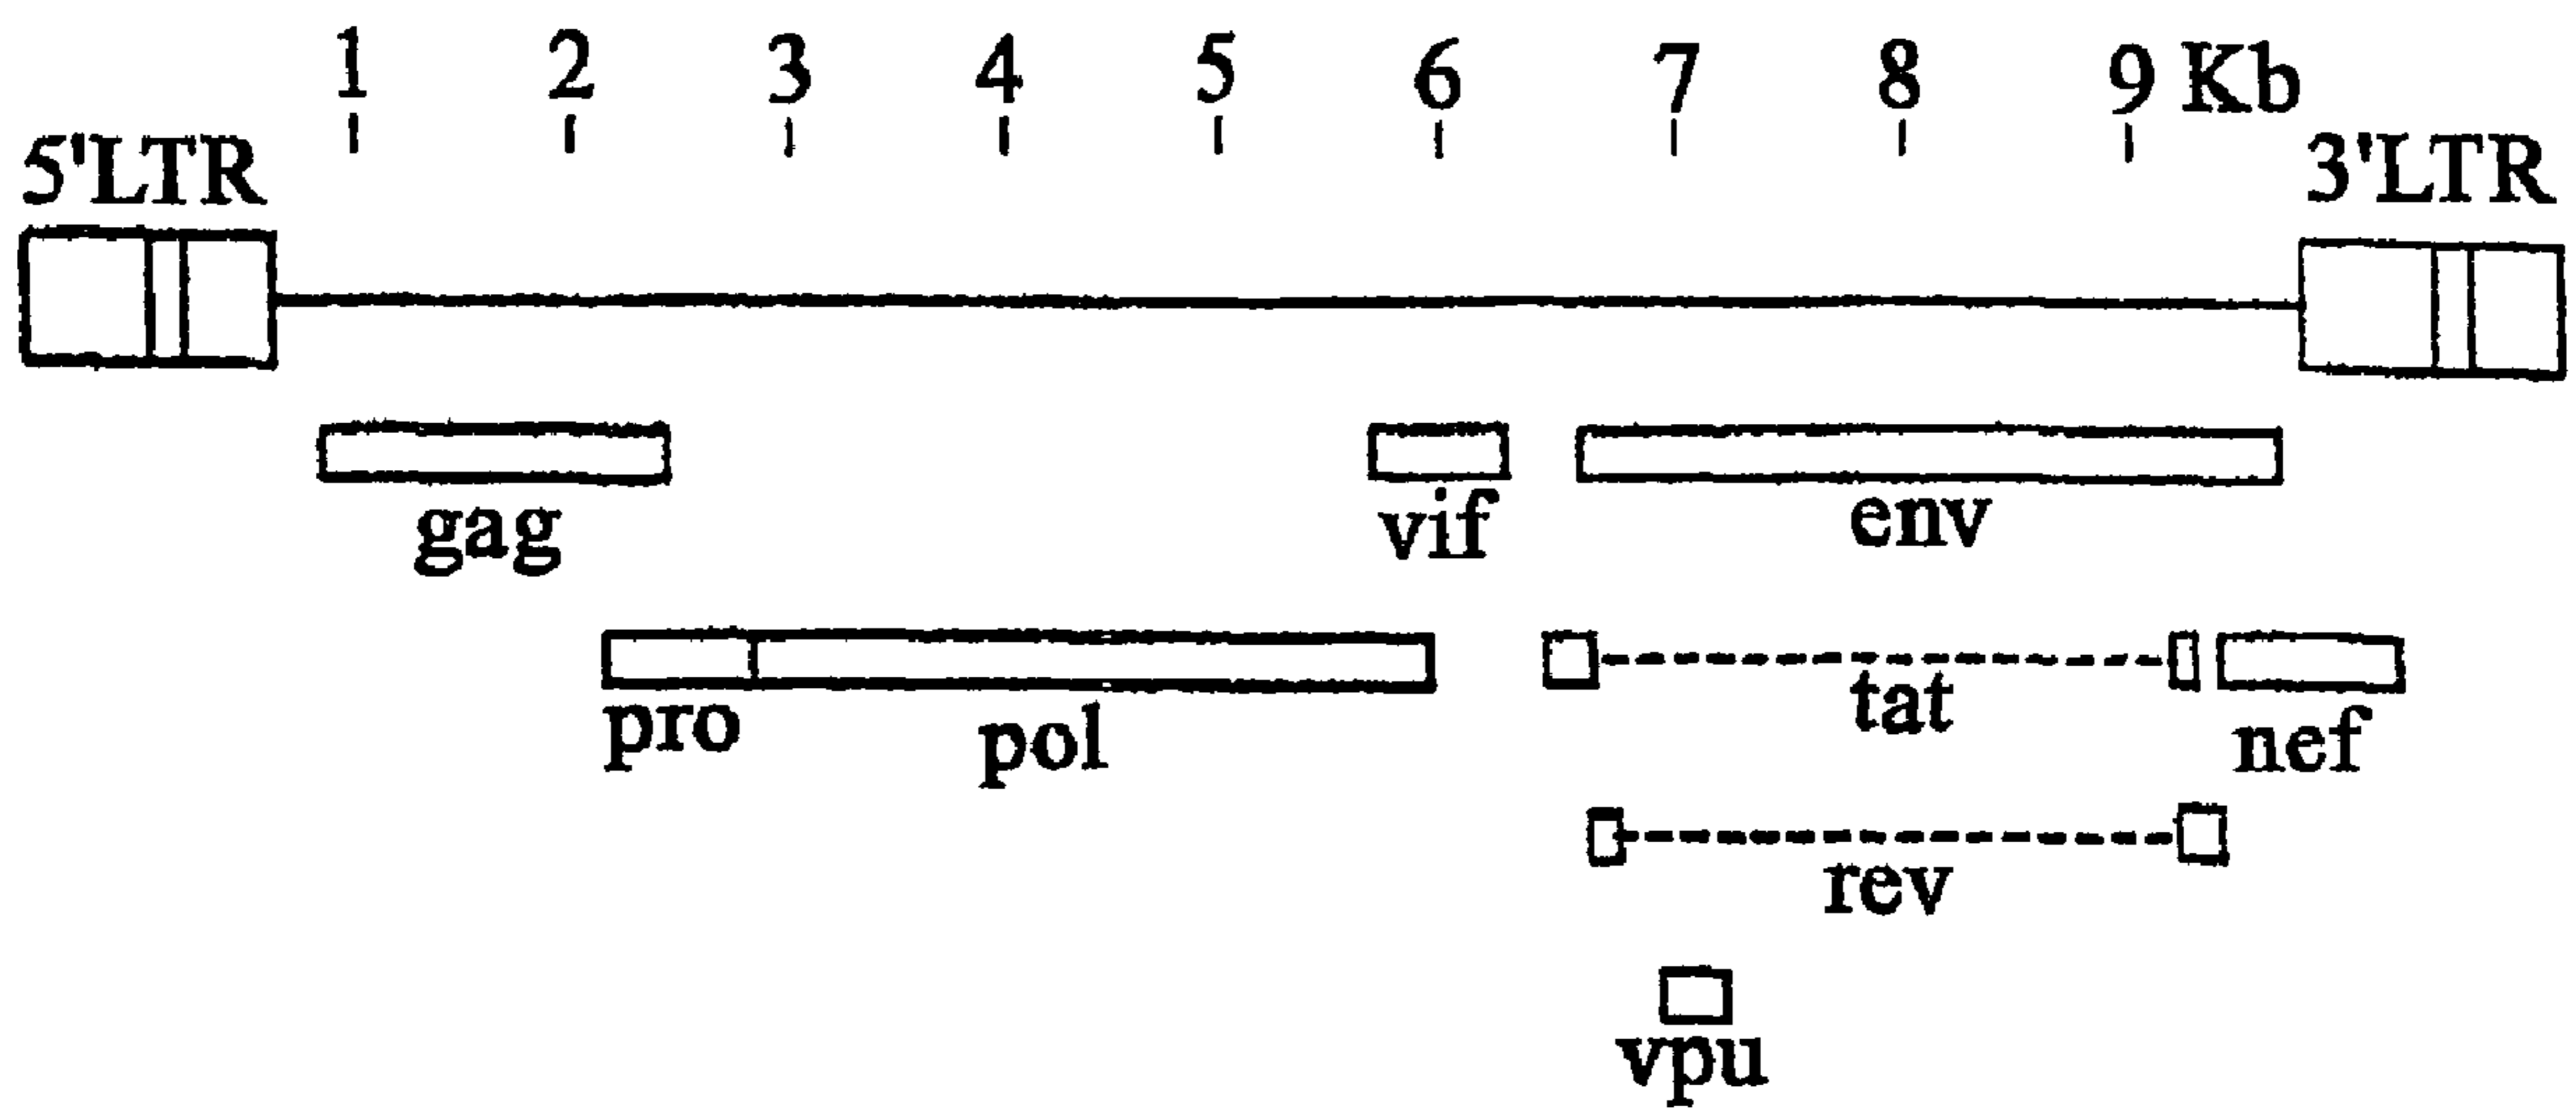 1 2 3 4 5 6 7 8 9 Kb
5'LTR 3'LTR
gag vif env
pro pol tat nef
rev
vpu